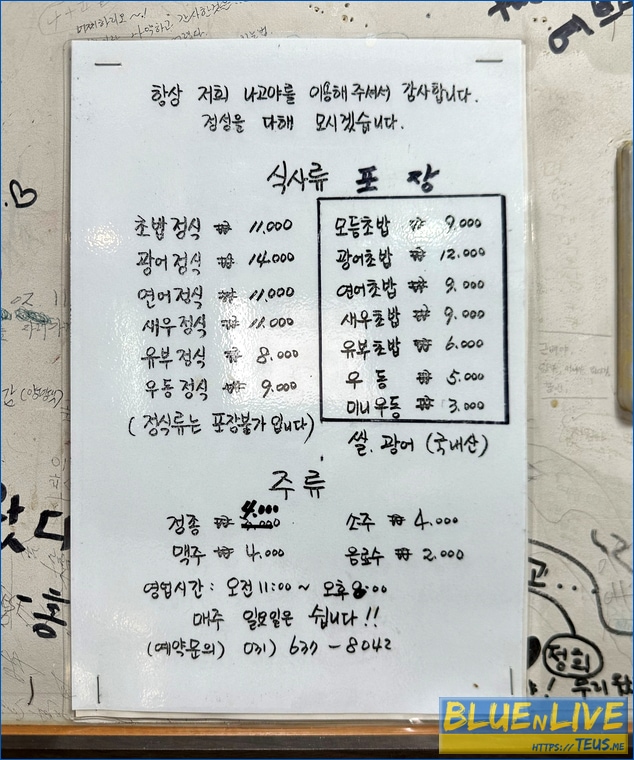 항상 저희 나고야를 이용해 주셔서 감사합니다.
정성을 다해 모시겠습니다.
식사류 포 장
초밥정식 ₩ 11.000
광어정식 ₩ 14.000
연어정식 ₩ 11.000
새우정식 ₩ 11.000
유부정식 ₩ 8.000
우동정식 ₩ 9.000
(정식류는 포장불가입니다)
모듬초밥 ₩ 9.000
광어초밥 ₩ 12.000
연어초밥 ₩ 9.000
새우초밥 ₩ 9.000
유부초밥 ₩ 6.000
우 동 ₩ 5.000
미니우동 ₩ 3.000
쌀. 광어 (국내산)
주 류
정종 ₩ 4.000
소주 ₩ 4.000
맥주 ₩ 4.000
음료수 ₩ 2.000
영업시간 : 오전 11:00 ~ 오후 8:00
매주 일요일은 쉽니다!!
(예약문의) 031) 637-8042
정희
BLUENLIVE
HTTPS://TEUS.ME